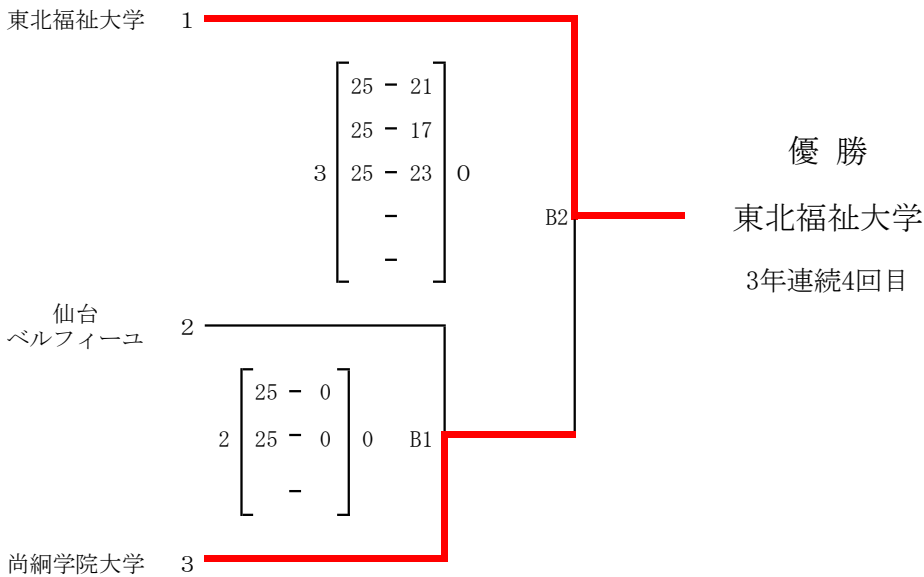 東北福祉大学 1
25 - 21
25 - 17
3 25 - 23 0
-
-
優 勝
B2
東北福祉大学
3年連続4回目
仙台
ベルフィーユ 2
25 - 0
2 25 - 0 0 B1
-
尚絅学院大学 3